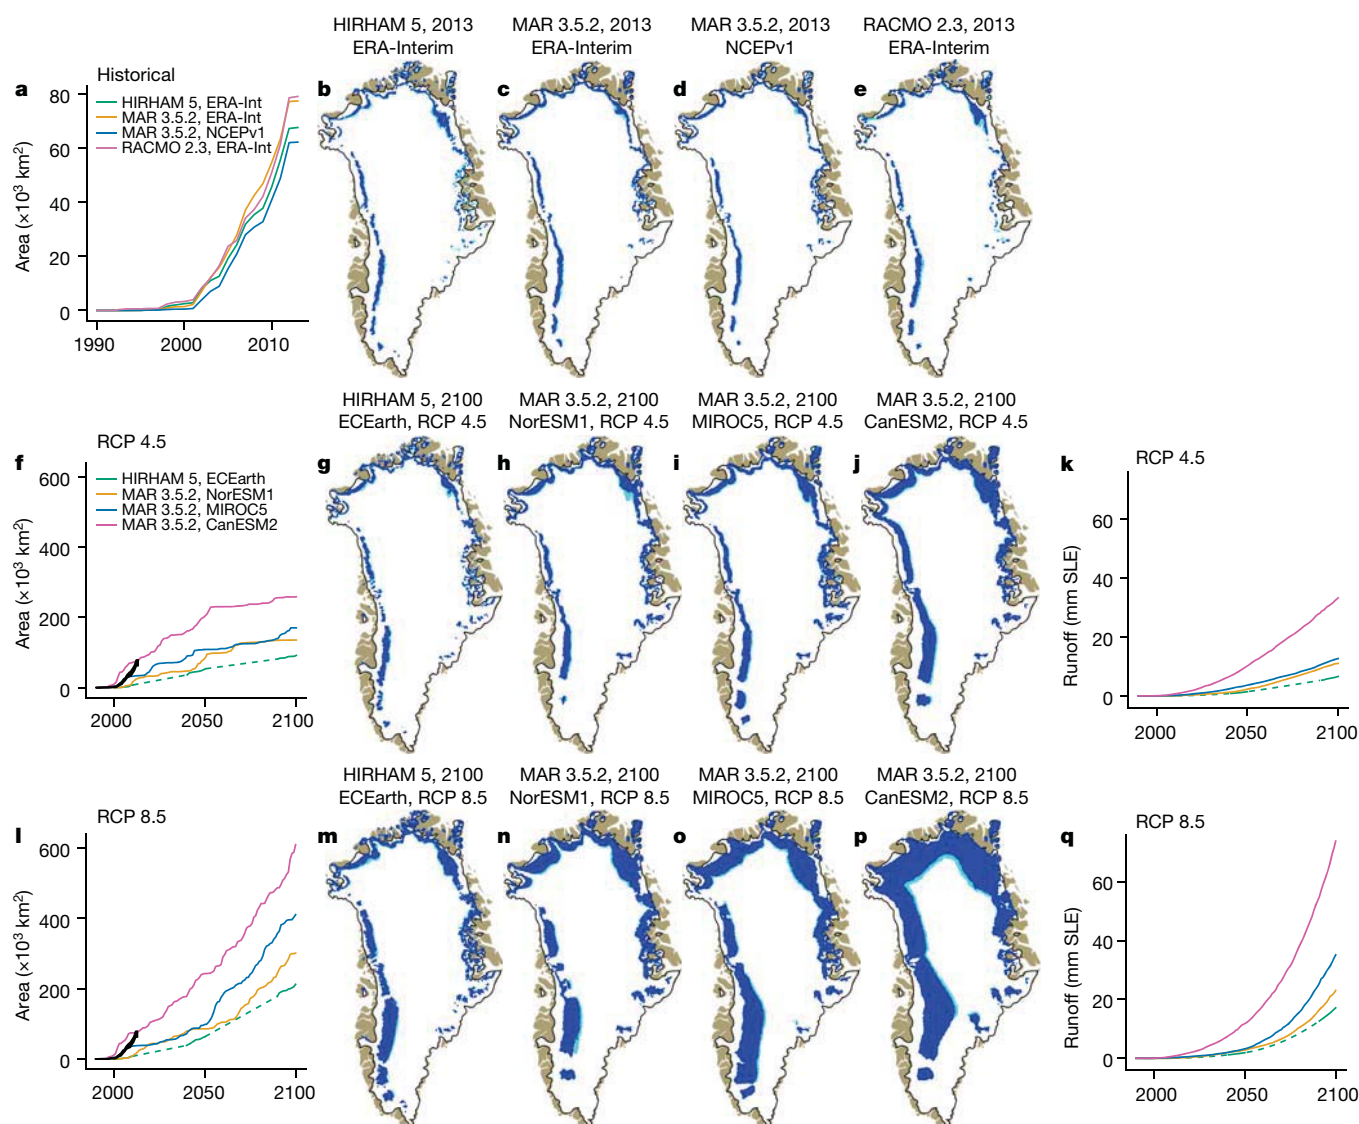 HIRHAM 5, 2013
ERA-Interim
MAR 3.5.2, 2013
ERA-Interim
MAR 3.5.2, 2013
NCEPv1
RACMO 2.3, 2013
ERA-Interim
a
Historical
b
c
d
e
80
60
40
20
0
Area (×10³ km²)
HIRHAM 5, ERA-Int
MAR 3.5.2, ERA-Int
MAR 3.5.2, NCEPv1
RACMO 2.3, ERA-Int
1990
2000
2010
HIRHAM 5, 2100
ECEarth, RCP 4.5
MAR 3.5.2, 2100
NorESM1, RCP 4.5
MAR 3.5.2, 2100
MIROC5, RCP 4.5
MAR 3.5.2, 2100
CanESM2, RCP 4.5
RCP 4.5
f
g
h
i
j
k
RCP 4.5
600
400
200
0
Area (×10³ km²)
HIRHAM 5, ECEarth
MAR 3.5.2, NorESM1
MAR 3.5.2, MIROC5
MAR 3.5.2, CanESM2
2000
2050
2100
60
40
20
0
Runoff (mm SLE)
2000
2050
2100
HIRHAM 5, 2100
ECEarth, RCP 8.5
MAR 3.5.2, 2100
NorESM1, RCP 8.5
MAR 3.5.2, 2100
MIROC5, RCP 8.5
MAR 3.5.2, 2100
CanESM2, RCP 8.5
RCP 8.5
l
m
n
o
p
q
RCP 8.5
600
400
200
0
Area (×10³ km²)
2000
2050
2100
60
40
20
0
Runoff (mm SLE)
2000
2050
2100